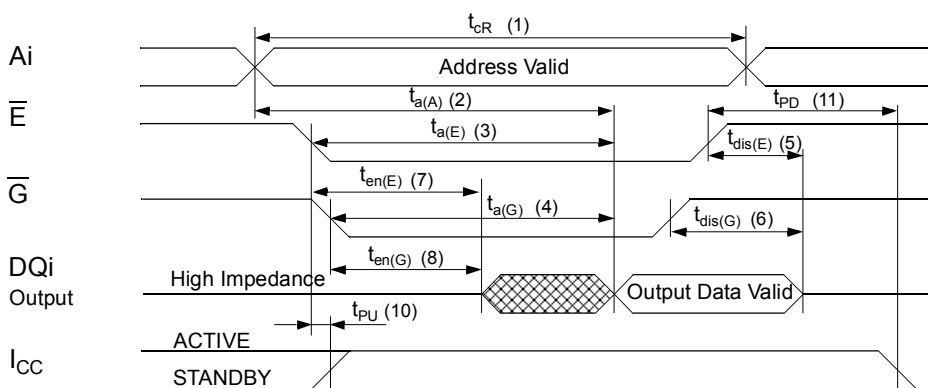 tcR (1)
Ai
Address Valid
ta(A) (2)
tPD (11)
E
ta(E) (3)
tdis(E) (5)
ten(E) (7)
G
ta(G) (4)
tdis(G) (6)
ten(G) (8)
DQi
Output
High Impedance
Output Data Valid
tPU (10)
ACTIVE
ICC
STANDBY